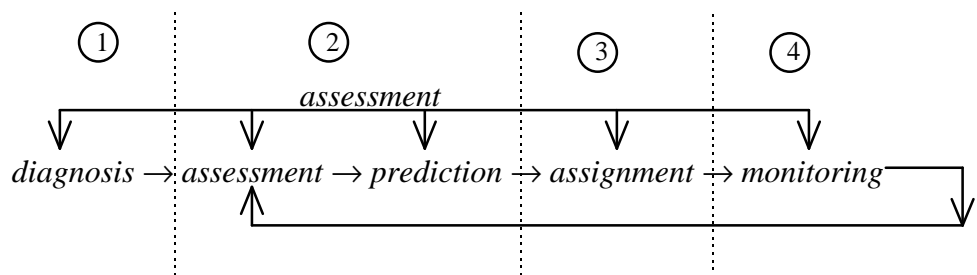 1 2 3 4
assessment
diagnosis → assessment → prediction → assignment → monitoring